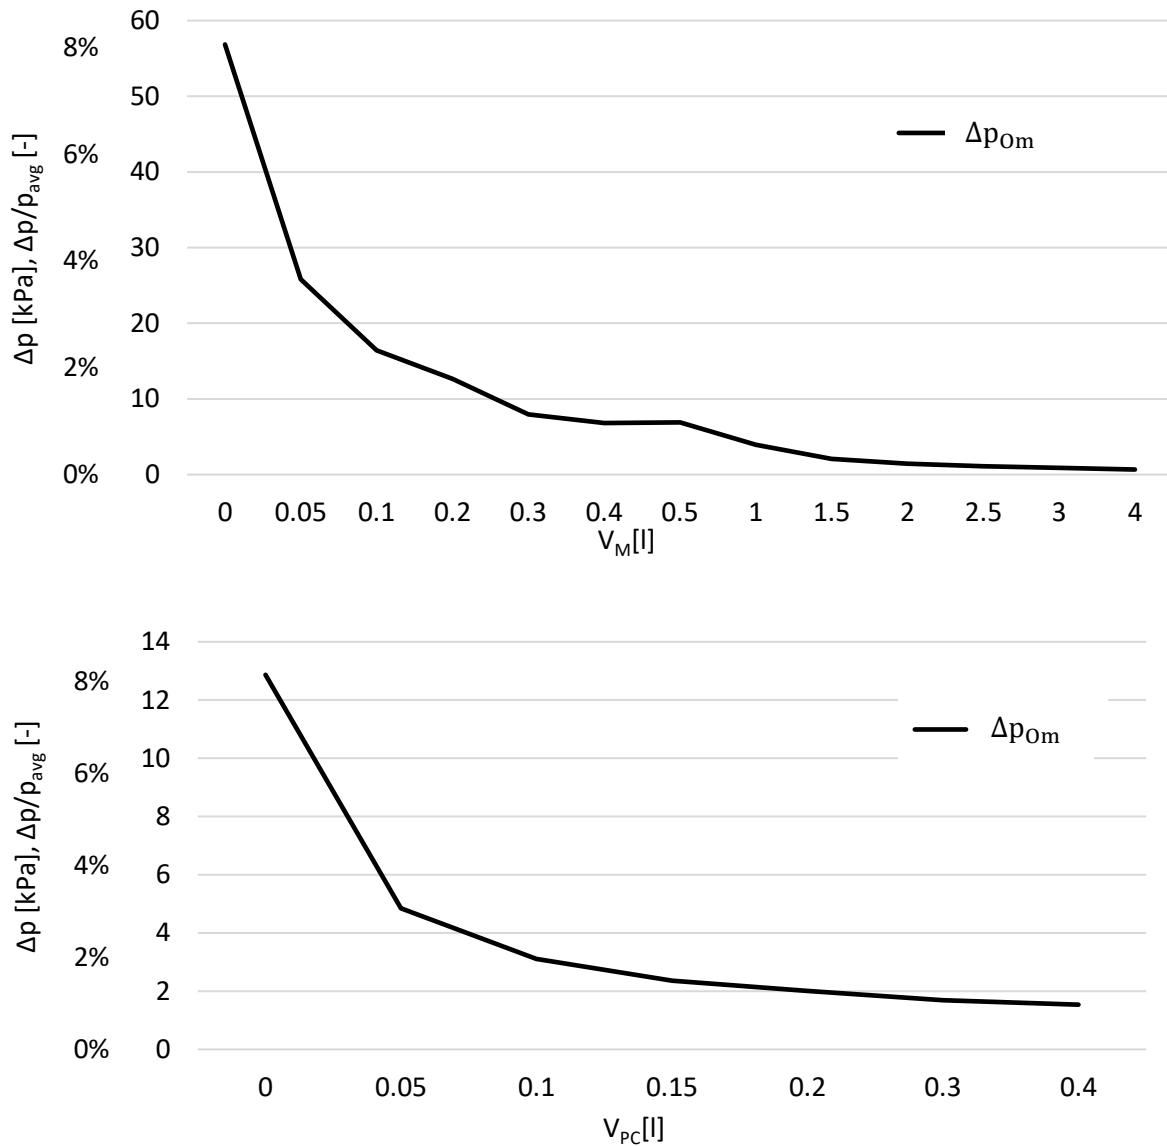 60
8%
50
Δp_Om
6%
40
Δp [kPa], Δp/p_avg [-]
30
4%
20
2%
10
0% 0
0 0.05 0.1 0.2 0.3 0.4 0.5 1 1.5 2 2.5 3 4
V_M[l]
14
8%
12
Δp_Om
10
6%
Δp [kPa], Δp/p_avg [-]
8
6
4%
4
2%
2
0% 0
0 0.05 0.1 0.15 0.2 0.3 0.4
V_PC[l]